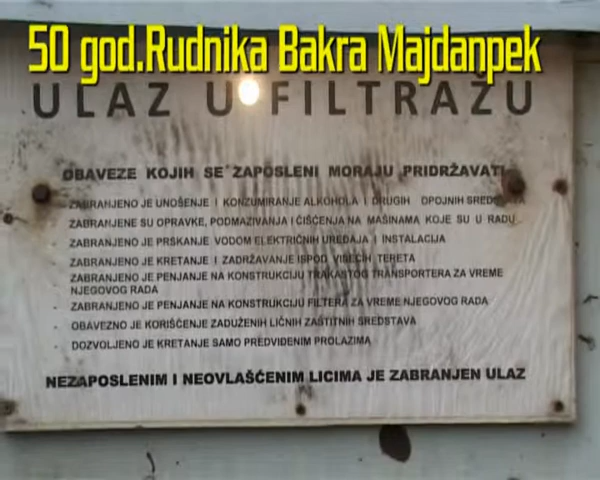 50 god.Rudnika Bakra Majdanpek
ULAZ U FILTRAŽU
OBAVEZE KOJIH SE ZAPOSLENI MORAJU PRIDRŽAVATI
- ZABRANJENO JE UNOŠENJE I KONZUMIRANJE ALKOHOLA I DRUGIH OPOJNIH SREDSTAVA
ZABRANJENE SU OPRAVKE, PODMAZIVANJA I ČIŠĆENJA NA MAŠINAMA KOJE SU U RADU
- ZABRANJENO JE PRSKANJE VODOM ELEKTRIČNIH UREĐAJA I INSTALACIJA
- ZABRANJENO JE KRETANJE I ZADRŽAVANJE ISPOD VISEĆIH TERETA
- ZABRANJENO JE PENJANJE NA KONSTRUKCIJU TRAKASTOG TRANSPORTERA ZA VREME
NJEGOVOG RADA
- ZABRANJENO JE PENJANJE NA KONSTRUKCIJU FILTERA ZA VREME NJEGOVOG RADA
- OBAVEZNO JE KORIŠĆENJE ZADUŽENIH LIČNIH ZAŠTITNIH SREDSTAVA
- DOZVOLJENO JE KRETANJE SAMO PREDVIĐENIM PROLAZIMA
NEZAPOSLENIM I NEOVLAŠĆENIM LICIMA JE ZABRANJEN ULAZ